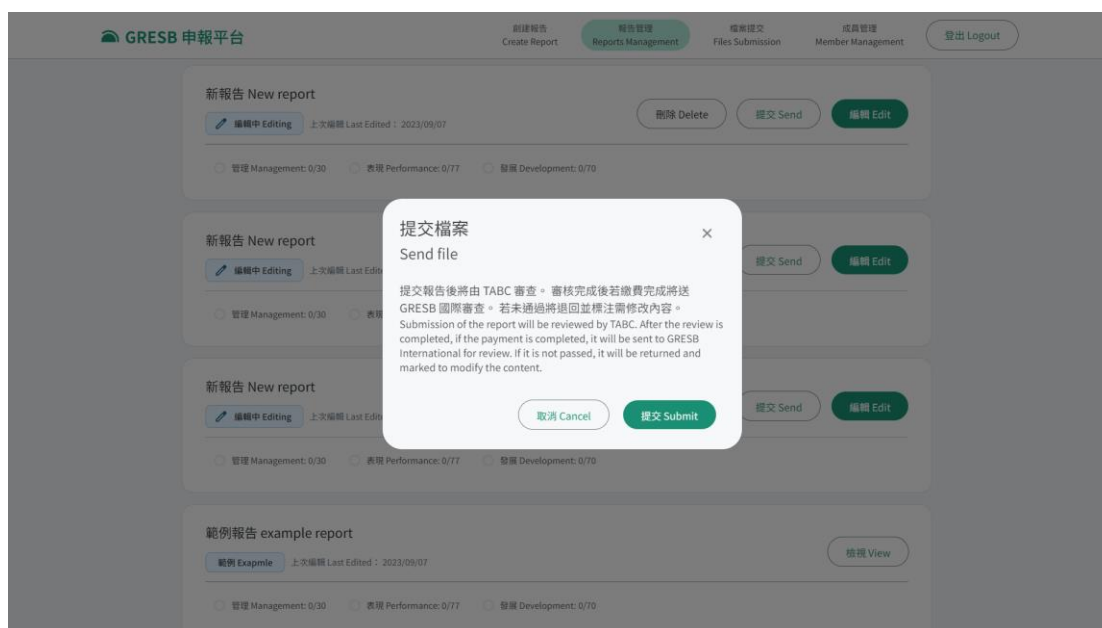 GRESB 申報平台
創建報告 Create Report
報告管理 Reports Management
檔案提交 Files Submission
成員管理 Member Management
登出 Logout
新報告 New report
編輯中 Editing 上次編輯 Last Edited : 2023/09/07
刪除 Delete 提交 Send 編輯 Edit
管理 Management: 0/30 表現 Performance: 0/77 發展 Development: 0/70
提交檔案
Send file
提交報告後將由 TABC 審查。 審核完成後若繳費完成將送
GRESB 國際審查。 若未通過將退回並標注需修改內容。
Submission of the report will be reviewed by TABC. After the review is
completed, if the payment is completed, it will be sent to GRESB
International for review. If it is not passed, it will be returned and
marked to modify the content.
取消 Cancel 提交 Submit
新報告 New report
編輯中 Editing 上次編輯 Last
提交 Send 編輯 Edit
管理 Management: 0/30
新報告 New report
編輯中 Editing 上次編輯 Last
提交 Send 編輯 Edit
管理 Management: 0/30 表現 Performance: 0/77 發展 Development: 0/70
範例報告 example report
範例 Exapmle 上次編輯 Last Edited : 2023/09/07
檢視 View
管理 Management: 0/30 表現 Performance: 0/77 發展 Development: 0/70